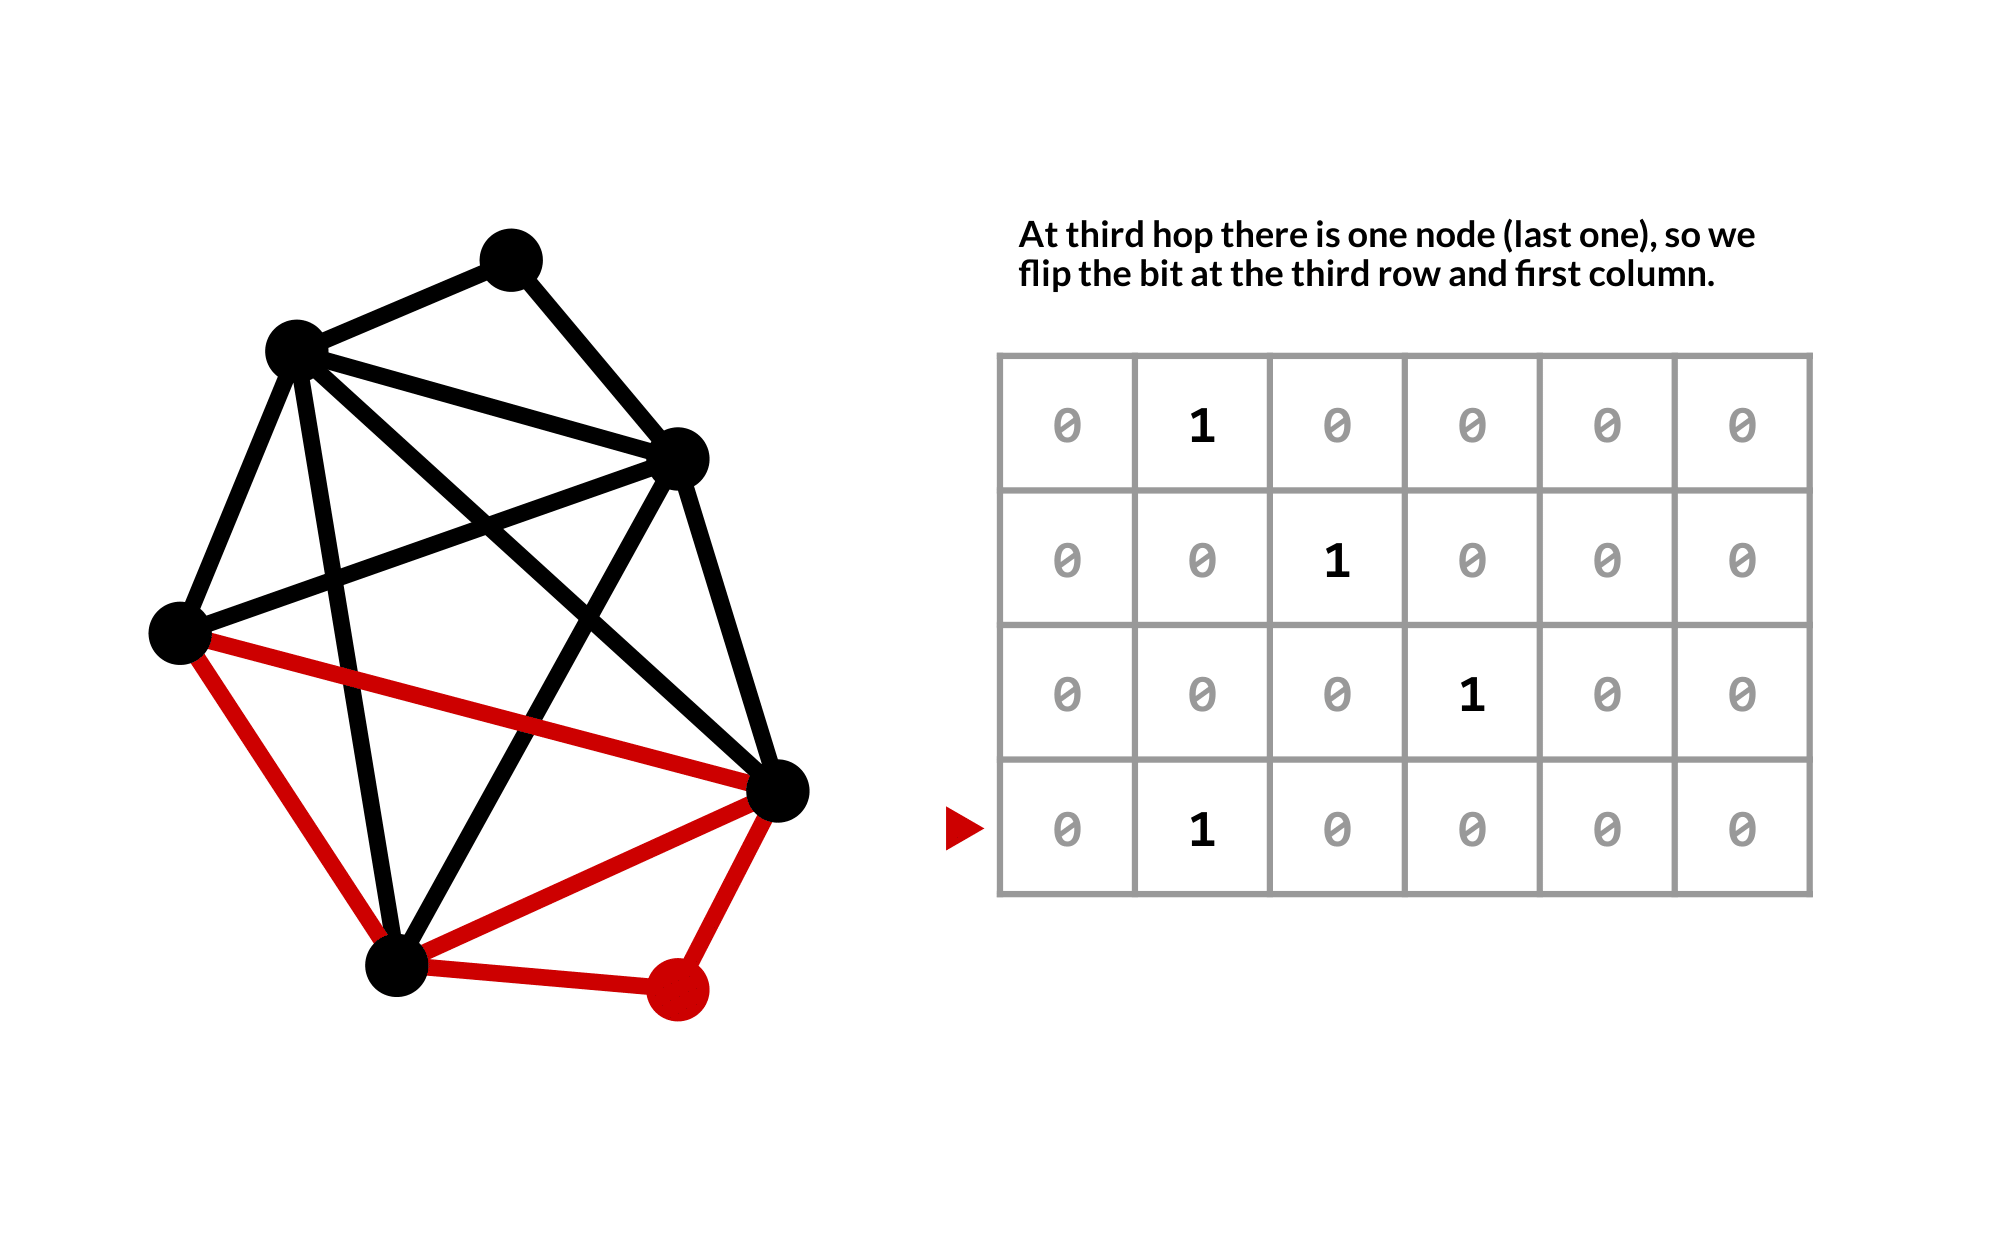 At third hop there is one node (last one), so we
flip the bit at the third row and first column.
0 1 0 0 0 0
0 0 1 0 0 0
0 0 0 1 0 0
0 1 0 0 0 0